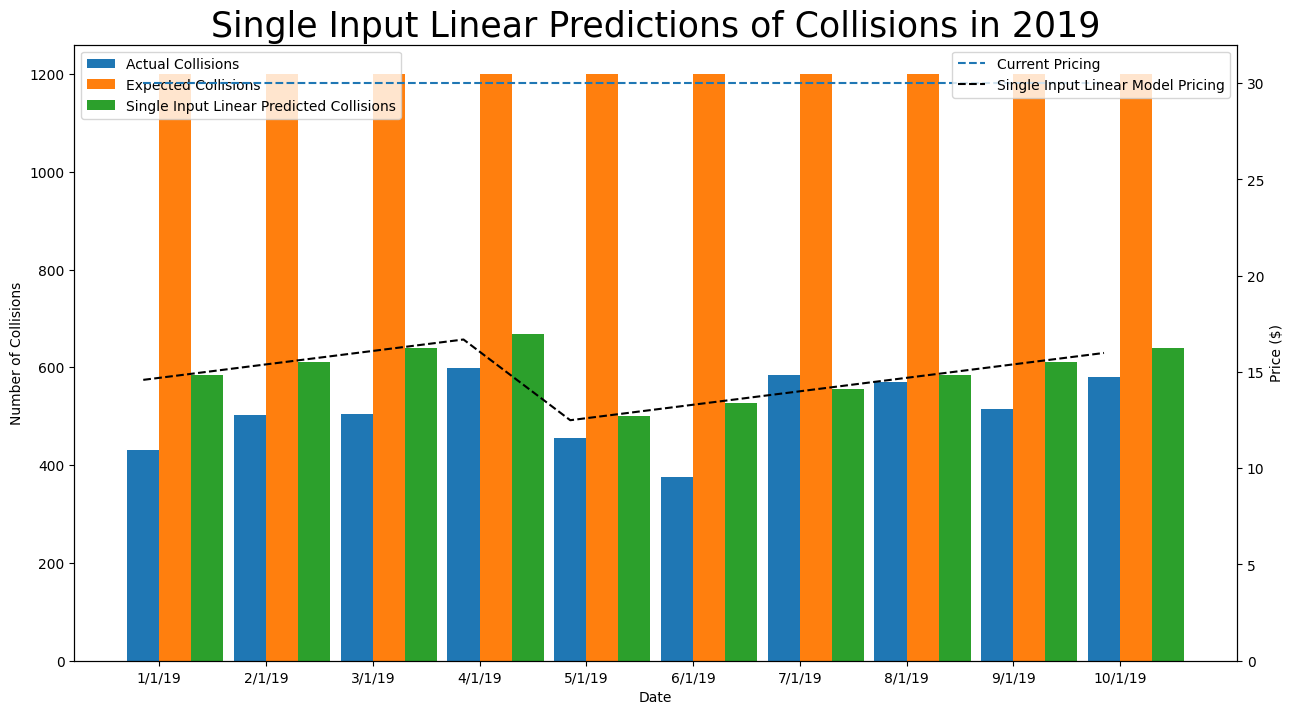 Single Input Linear Predictions of Collisions in 2019
Actual Collisions
Expected Collisions
Single Input Linear Predicted Collisions
Current Pricing
Single Input Linear Model Pricing
Number of Collisions
1200
1000
800
600
400
200
0
Price ($)
30
25
20
15
10
5
0
1/1/19 2/1/19 3/1/19 4/1/19 5/1/19 6/1/19 7/1/19 8/1/19 9/1/19 10/1/19
Date